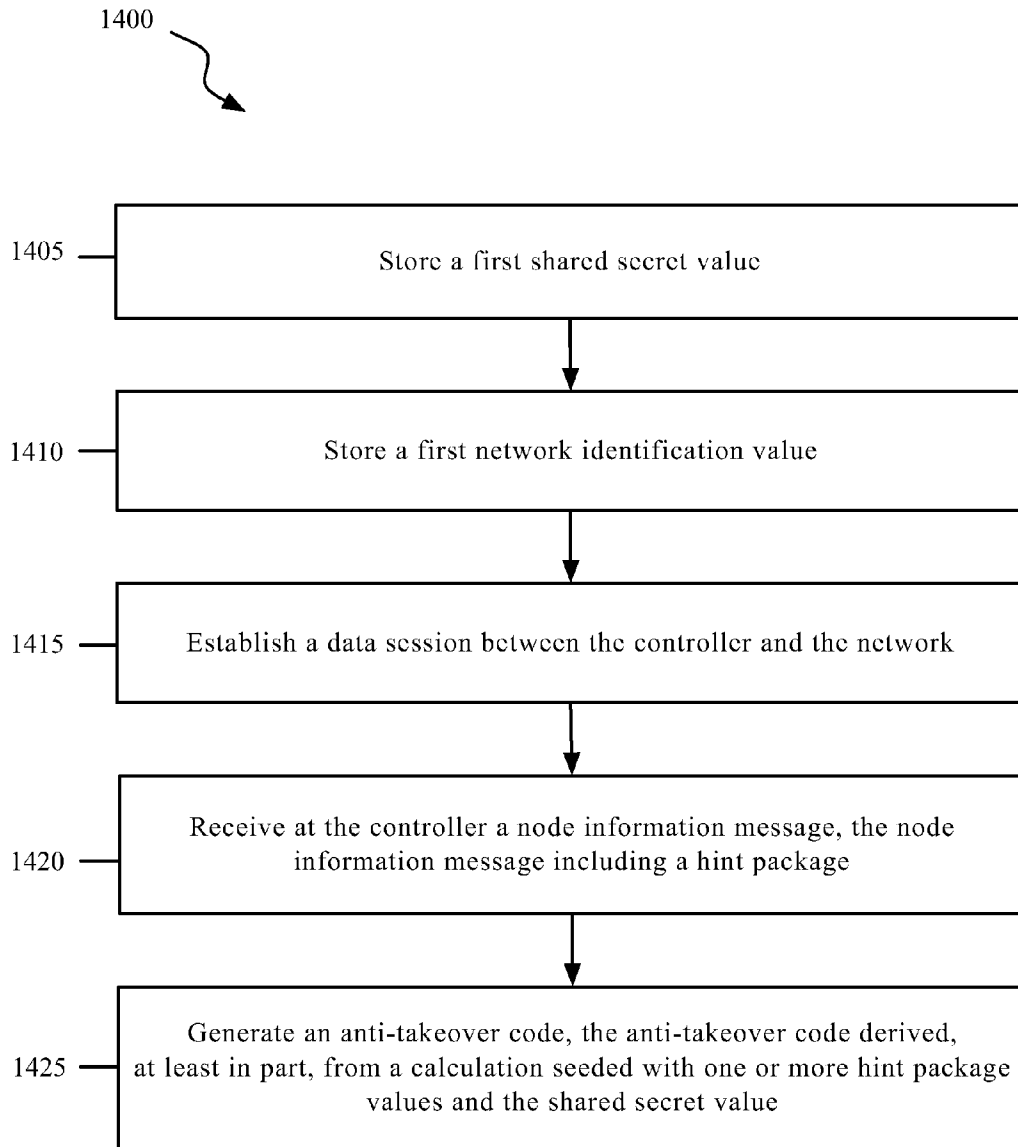 1400
1405
Store a first shared secret value
1410
Store a first network identification value
1415
Establish a data session between the controller and the network
1420
Receive at the controller a node information message, the node
information message including a hint package
1425
Generate an anti-takeover code, the anti-takeover code derived,
at least in part, from a calculation seeded with one or more hint package
values and the shared secret value